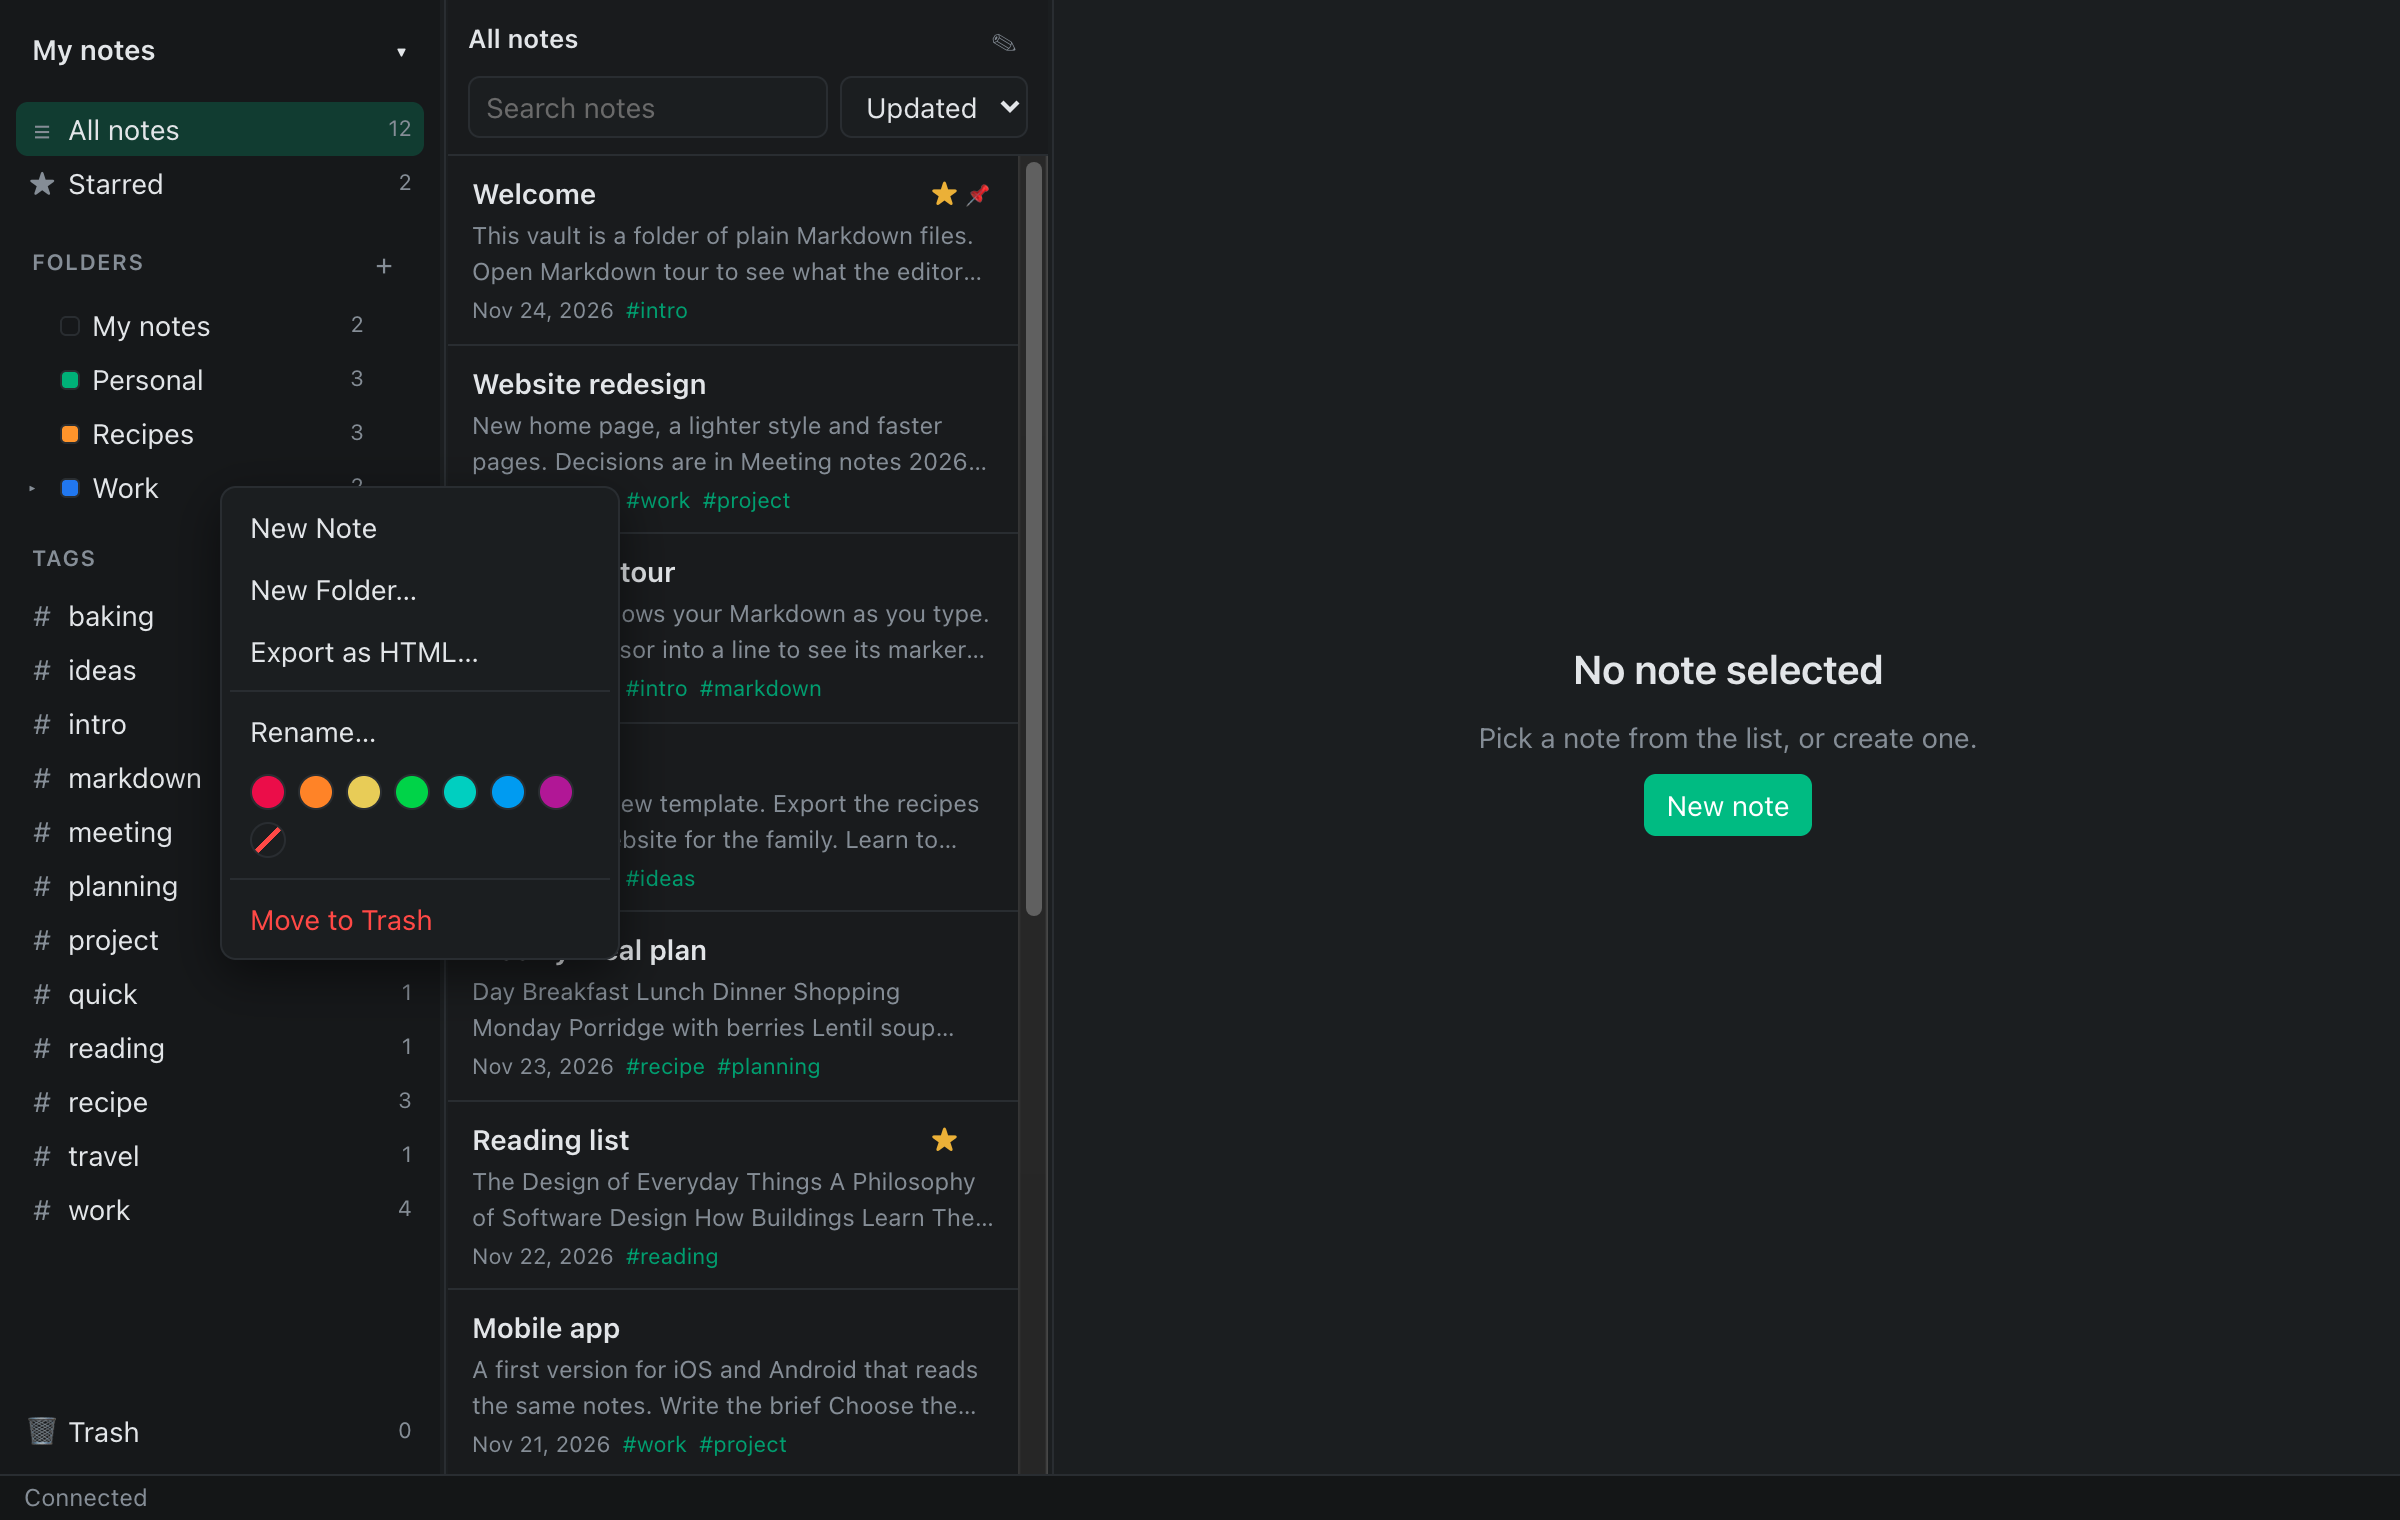 My notes ▾
All notes 12
Starred 2
FOLDERS +
My notes 2
Personal 3
Recipes 3
Work
TAGS
# baking
# ideas
# intro
# markdown
# meeting
# planning
# project
# quick 1
# reading 1
# recipe 3
# travel 1
# work 4
Trash 0
Connected
New Note
New Folder...
Export as HTML...
Rename...
Move to Trash
All notes
Search notes
Updated
Welcome
This vault is a folder of plain Markdown files.
Open Markdown tour to see what the editor...
Nov 24, 2026 #intro
Website redesign
New home page, a lighter style and faster
pages. Decisions are in Meeting notes 2026...
#work #project
tour
your Markdown as you type.
into a line to see its marker...
#intro #markdown
template. Export the recipes
for the family. Learn to...
#ideas
plan
Day Breakfast Lunch Dinner Shopping
Monday Porridge with berries Lentil soup...
Nov 23, 2026 #recipe #planning
Reading list
The Design of Everyday Things A Philosophy
of Software Design How Buildings Learn The...
Nov 22, 2026 #reading
Mobile app
A first version for iOS and Android that reads
the same notes. Write the brief Choose the...
Nov 21, 2026 #work #project
No note selected
Pick a note from the list, or create one.
New note